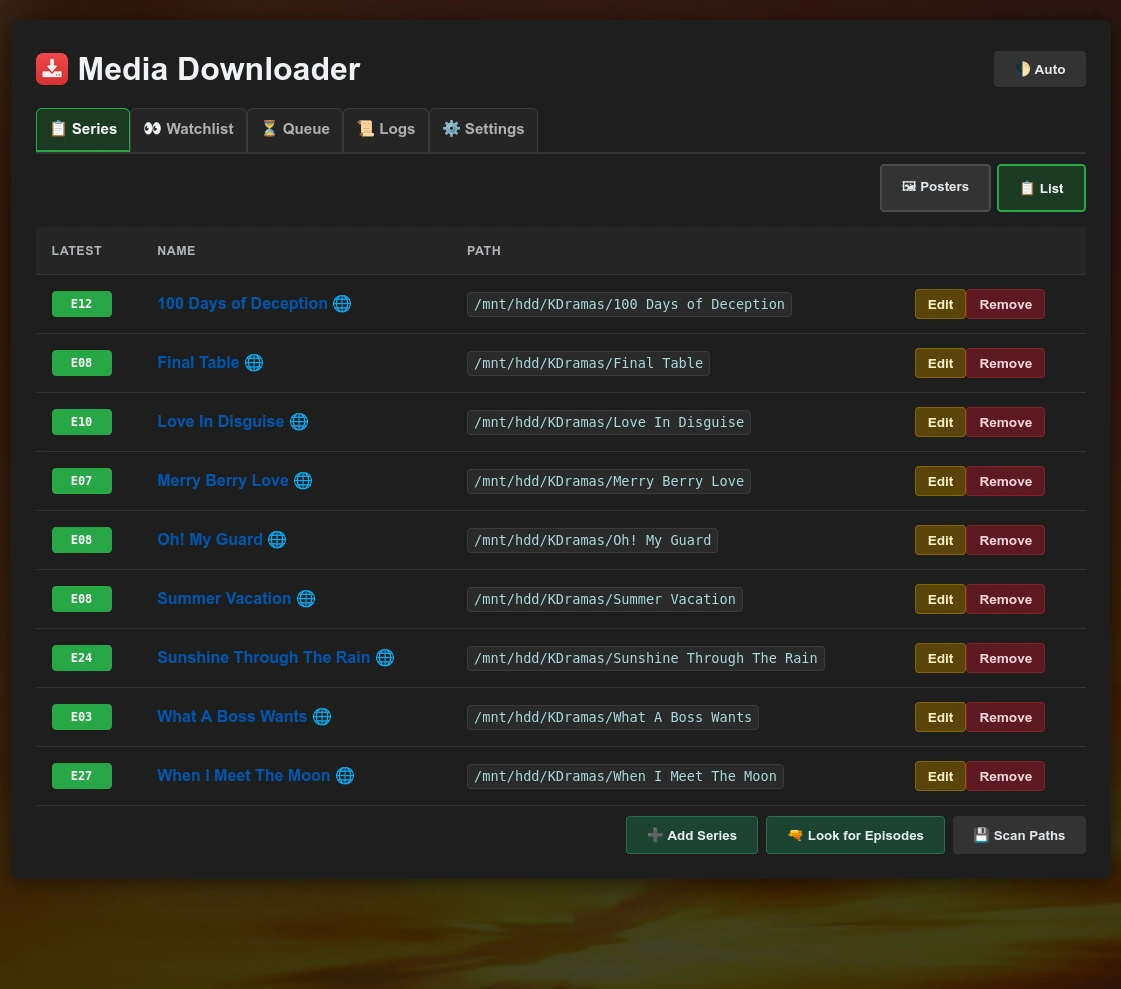 Media Downloader
Auto
Series Watchlist Queue Logs Settings
Posters List
LATEST NAME PATH
E12 100 Days of Deception /mnt/hdd/KDramas/100 Days of Deception Edit Remove
E08 Final Table /mnt/hdd/KDramas/Final Table Edit Remove
E10 Love In Disguise /mnt/hdd/KDramas/Love In Disguise Edit Remove
E07 Merry Berry Love /mnt/hdd/KDramas/Merry Berry Love Edit Remove
E08 Oh! My Guard /mnt/hdd/KDramas/Oh! My Guard Edit Remove
E08 Summer Vacation /mnt/hdd/KDramas/Summer Vacation Edit Remove
E24 Sunshine Through The Rain /mnt/hdd/KDramas/Sunshine Through The Rain Edit Remove
E03 What A Boss Wants /mnt/hdd/KDramas/What A Boss Wants Edit Remove
E27 When I Meet The Moon /mnt/hdd/KDramas/When I Meet The Moon Edit Remove
Add Series Look for Episodes Scan Paths